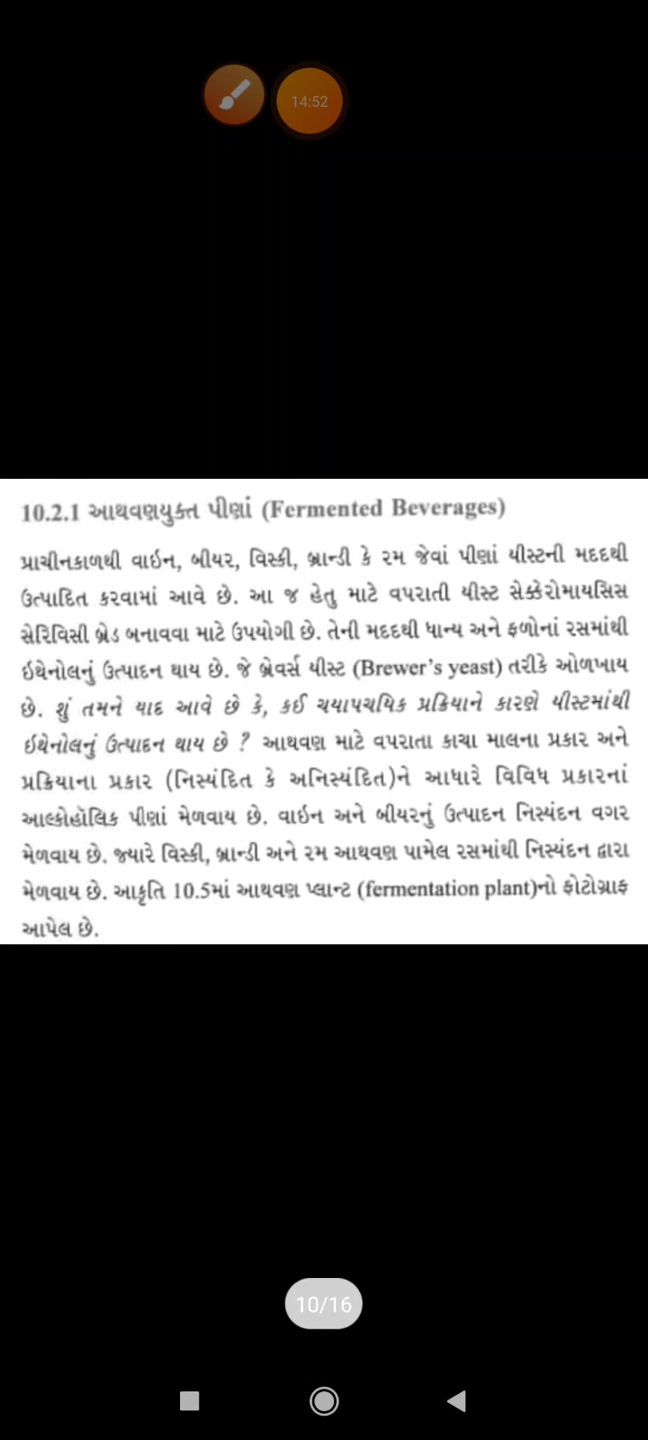 14:52
10.2.1 આથવણયુક્ત પીણાં (Fermented Beverages)
પ્રાચીનકાળથી વાઇન, બીયર, વિસ્કી, બ્રાન્ડી કે રમ જેવાં પીણાં યીસ્ટની મદદથી
ઉત્પાદિત કરવામાં આવે છે. આ જ હેતુ માટે વપરાતી યીસ્ટ સેક્કેરોમાયસિસ
સેરિવિસી બ્રેડ બનાવવા માટે ઉપયોગી છે. તેની મદદથી ધાન્ય અને ફળોનાં રસમાંથી
ઇથેનોલનું ઉત્પાદન થાય છે. જે બ્રેવર્સ યીસ્ટ (Brewer's yeast) તરીકે ઓળખાય
છે. શું તમને યાદ આવે છે કે, કઈ ચયાપચયિક પ્રક્રિયાને કારણે યીસ્ટમાંથી
ઇથેનોલનું ઉત્પાદન થાય છે ? આથવણ માટે વપરાતા કાચા માલના પ્રકાર અને
પ્રક્રિયાના પ્રકાર (નિસ્યંદિત કે અનિસ્યંદિત)ને આધારે વિવિધ પ્રકારનાં
આલ્કોહૉલિક પીણાં મેળવાય છે. વાઇન અને બીયરનું ઉત્પાદન નિસ્યંદન વગર
મેળવાય છે. જ્યારે વિસ્કી, બ્રાન્ડી અને રમ આથવણ પામેલ રસમાંથી નિસ્યંદન દ્વારા
મેળવાય છે. આકૃતિ 10.5માં આથવણ પ્લાન્ટ (fermentation plant)નો ફોટોગ્રાફ
આપેલ છે.
10/16